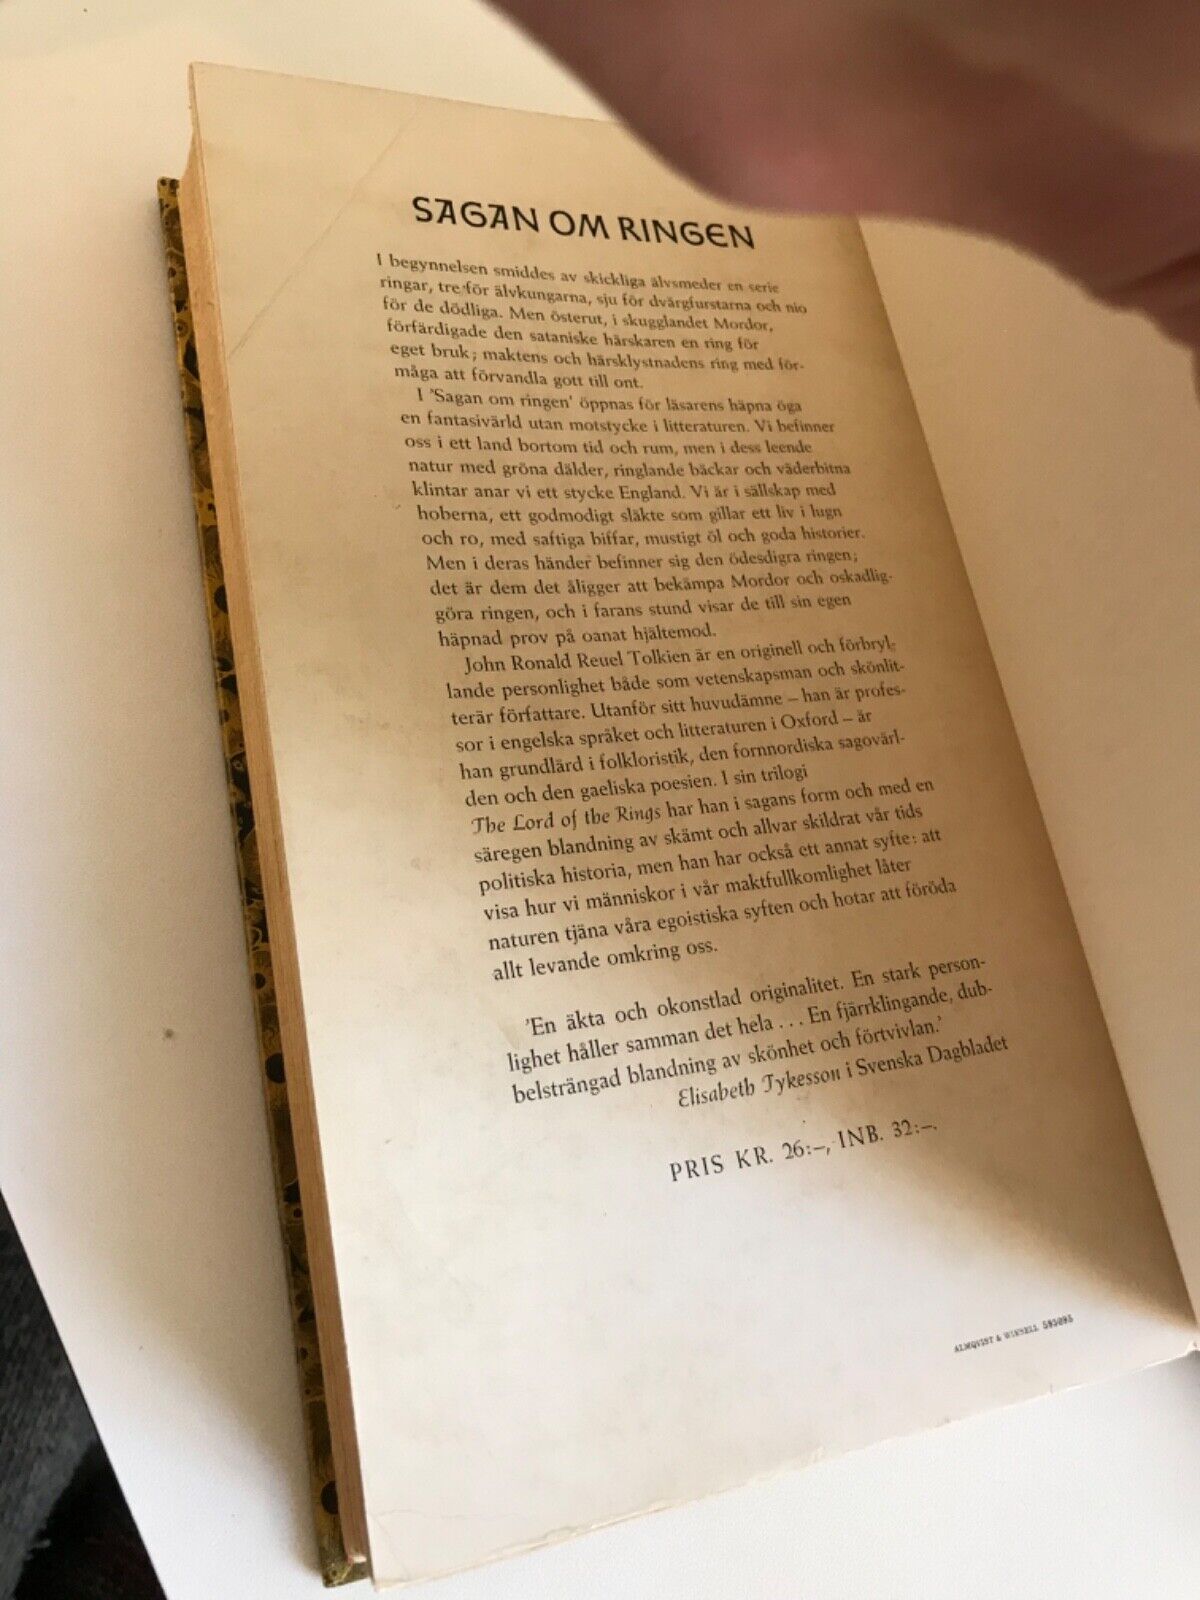 SAGAN OM RINGEN
I begynnelsen smiddes av skickliga älvsmeder en serie
ringar, tre för älvkungarna, sju för dvärgfurstarna och nio
för de dödliga. Men österut, i skugglandet Mordor,
förfärdigade den sataniske härskaren en ring för
eget bruk; maktens och härsklystnadens ring med för-
måga att förvandla gott till ont.
I 'Sagan om ringen' öppnas för läsarens häpna öga
en fantasivärld utan motstycke i litteraturen. Vi befinner
oss i ett land bortom tid och rum, men i dess leende
natur med gröna dälder, ringlande bäckar och väderbitna
klintar anar vi ett stycke England. Vi är i sällskap med
hoberna, ett godmodigt släkte som gillar ett liv i lugn
och ro, med saftiga biffar, mustigt öl och goda historier.
Men i deras händer befinner sig den ödesdigra ringen;
det är dem det åligger att bekämpa Mordor och oskadlig-
göra ringen, och i farans stund visar de till sin egen
häpnad prov på oanat hjältemod.
John Ronald Reuel Tolkien är en originell och förbryl-
lande personlighet både som vetenskapsman och skönlit-
terär författare. Utanför sitt huvudämne – han är profes-
sor i engelska språket och litteraturen i Oxford – är
han grundlärd i folkloristik, den fornnordiska sagovärl-
den och den gaeliska poesien. I sin trilogi
The Lord of the Rings har han i sagans form och med en
säregen blandning av skämt och allvar skildrat vår tids
politiska historia, men han har också ett annat syfte: att
visa hur vi människor i vår maktfullkomlighet låter
naturen tjäna våra egoistiska syften och hotar att föröda
allt levande omkring oss.
'En äkta och okonstlad originalitet. En stark person-
lighet håller samman det hela ... En fjärrklingande, dub-
belsträngad blandning av skönhet och förtvivlan.'
Elisabeth Tykesson i Svenska Dagbladet
PRIS KR. 26:–, INB. 32:–.
ALMQVIST & WIKSELL 595095